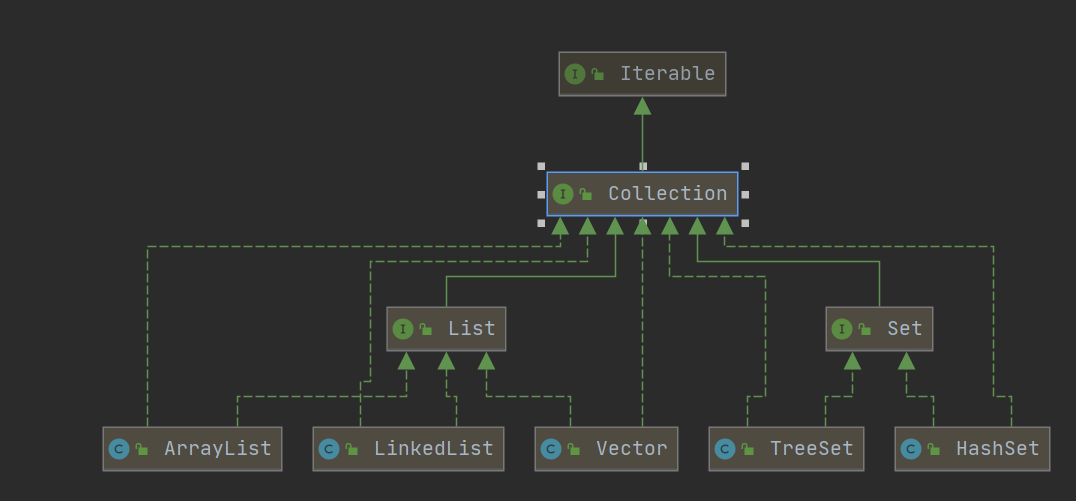 I Iterable
I Collection
I List
I Set
C ArrayList
C LinkedList
C Vector
C TreeSet
C HashSet